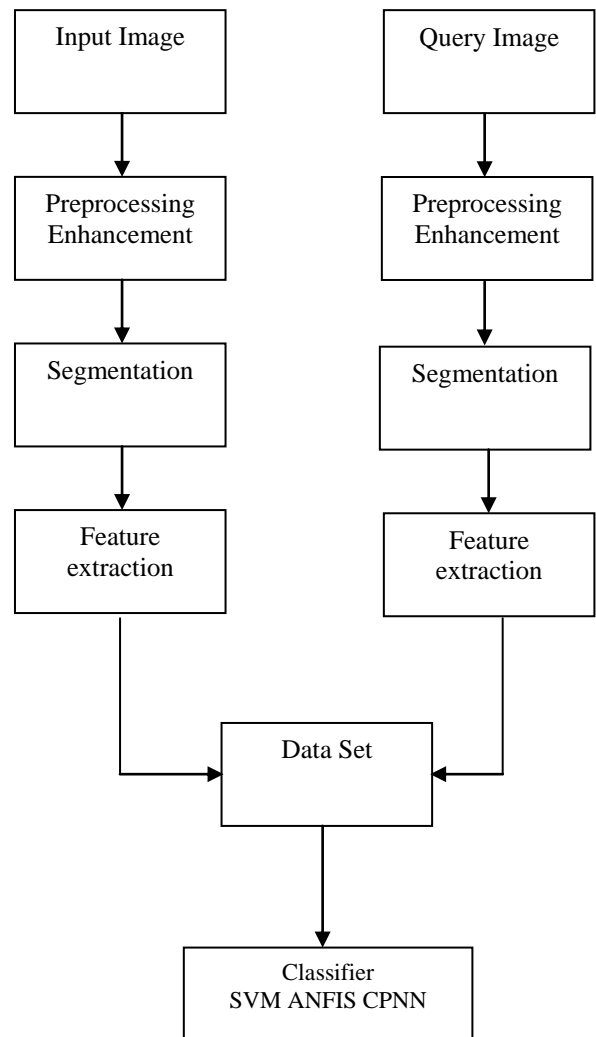 Input Image
Query Image
Preprocessing
Enhancement
Preprocessing
Enhancement
Segmentation
Segmentation
Feature
extraction
Feature
extraction
Data Set
Classifier
SVM ANFIS CPNN